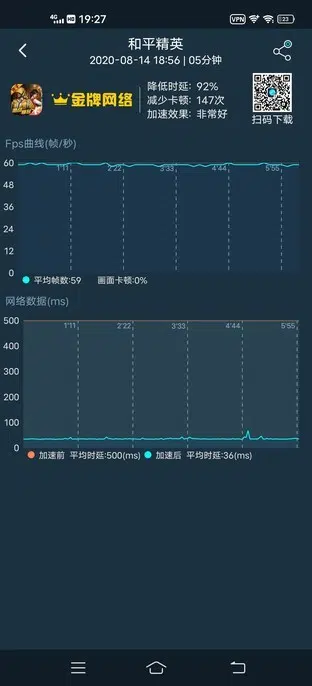 4G HD 19:27 VPN 23
和平精英
2020-08-14 18:56 | 05分钟
金牌网络
降低时延: 92%
减少卡顿: 147次
加速效果: 非常好
扫码下载
Fps曲线(帧/秒)
60
48
36
24
12
0
1'11 2'22 3'33 4'44 5'55
平均帧数:59 画面卡顿:0%
网络数据(ms)
500
400
300
200
100
0
1'11 2'22 3'33 4'44 5'55
加速前 平均时延:500(ms) 加速后 平均时延:36(ms)